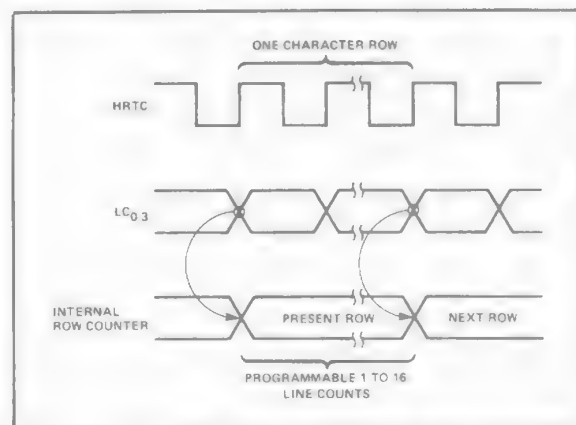 ONE CHARACTER ROW
HRTC
LC0-3
INTERNAL
ROW COUNTER
PRESENT ROW
NEXT ROW
PROGRAMMABLE 1 TO 16
LINE COUNTS